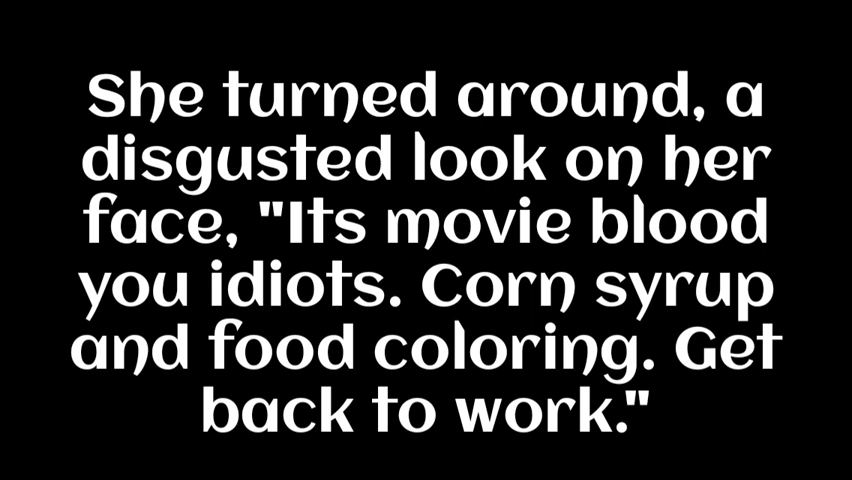 She turned around, a
disgusted look on her
face, "Its movie blood
you idiots. Corn syrup
and food coloring. Get
back to work."